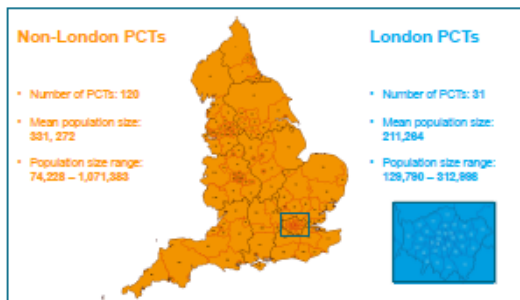 Non-London PCTs
• Number of PCTs: 120
• Mean population size:
331, 272
• Population size range:
74,228 – 1,071,383
London PCTs
• Number of PCTs: 31
• Mean population size:
211,264
• Population size range:
129,790 – 312,998